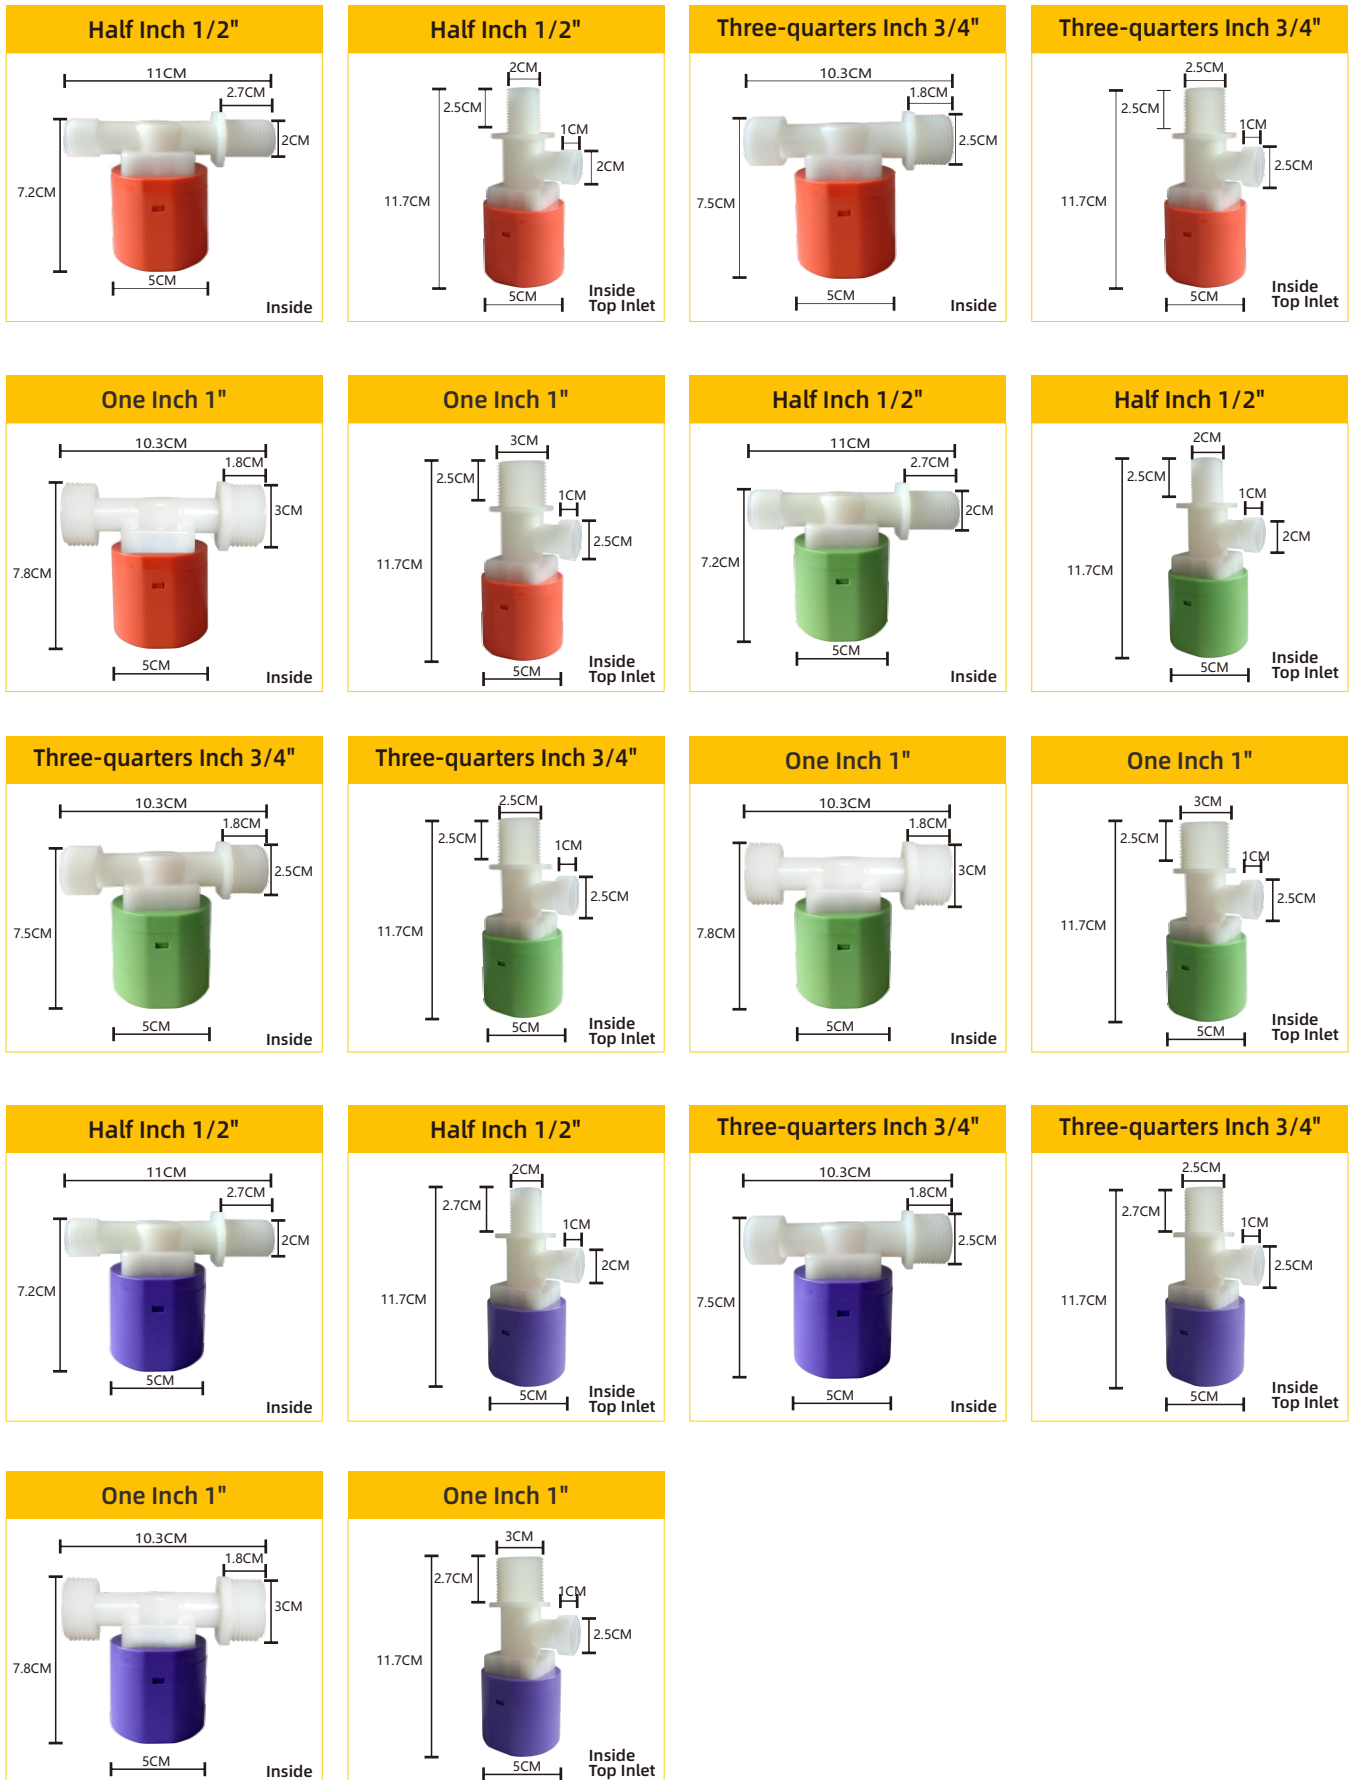 Half Inch 1/2"
11CM
2.7CM
2CM
7.2CM
5CM
Inside
Half Inch 1/2"
2CM
2.5CM
1CM
2CM
11.7CM
5CM
Inside
Top Inlet
Three-quarters Inch 3/4"
10.3CM
1.8CM
2.5CM
7.5CM
5CM
Inside
Three-quarters Inch 3/4"
2.5CM
2.5CM
1CM
2.5CM
11.7CM
5CM
Inside
Top Inlet
One Inch 1"
10.3CM
1.8CM
3CM
7.8CM
5CM
Inside
One Inch 1"
3CM
2.5CM
1CM
2.5CM
11.7CM
5CM
Inside
Top Inlet
Half Inch 1/2"
11CM
2.7CM
2CM
7.2CM
5CM
Inside
Half Inch 1/2"
2CM
2.5CM
1CM
2CM
11.7CM
5CM
Inside
Top Inlet
Three-quarters Inch 3/4"
10.3CM
1.8CM
2.5CM
7.5CM
5CM
Inside
Three-quarters Inch 3/4"
2.5CM
2.5CM
1CM
2.5CM
11.7CM
5CM
Inside
Top Inlet
One Inch 1"
10.3CM
1.8CM
3CM
7.8CM
5CM
Inside
One Inch 1"
3CM
2.5CM
1CM
2.5CM
11.7CM
5CM
Inside
Top Inlet
Half Inch 1/2"
11CM
2.7CM
2CM
7.2CM
5CM
Inside
Half Inch 1/2"
2CM
2.7CM
1CM
2CM
11.7CM
5CM
Inside
Top Inlet
Three-quarters Inch 3/4"
10.3CM
1.8CM
2.5CM
7.5CM
5CM
Inside
Three-quarters Inch 3/4"
2.5CM
2.7CM
1CM
2.5CM
11.7CM
5CM
Inside
Top Inlet
One Inch 1"
10.3CM
1.8CM
3CM
7.8CM
5CM
Inside
One Inch 1"
3CM
2.7CM
1CM
2.5CM
11.7CM
5CM
Inside
Top Inlet